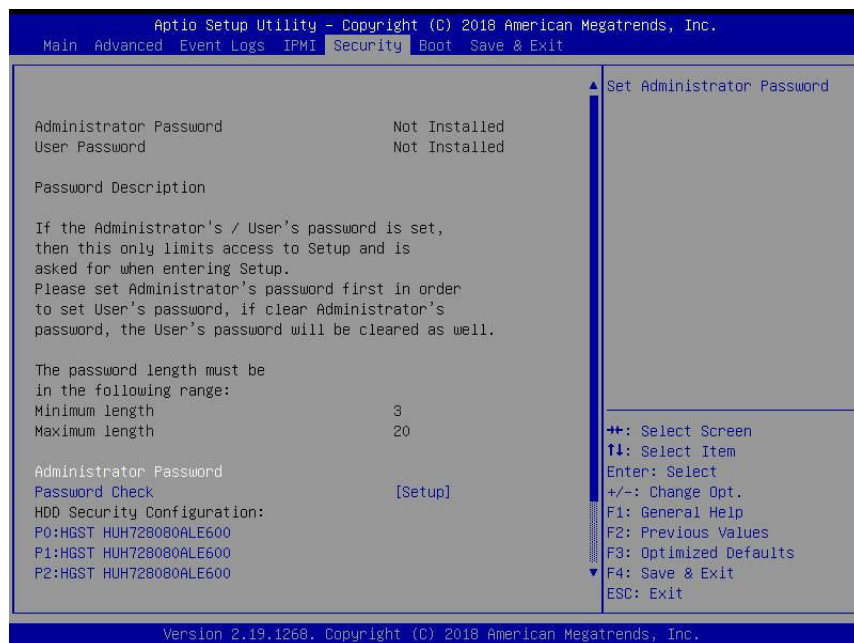 Aptio Setup Utility – Copyright (C) 2018 American Megatrends, Inc.
Main Advanced Event Logs IPMI Security Boot Save & Exit
Administrator Password Not Installed
User Password Not Installed
Password Description
If the Administrator's / User's password is set,
then this only limits access to Setup and is
asked for when entering Setup.
Please set Administrator's password first in order
to set User's password, if clear Administrator's
password, the User's password will be cleared as well.
The password length must be
in the following range:
Minimum length 3
Maximum length 20
Administrator Password
Password Check [Setup]
HDD Security Configuration:
P0:HGST HUH728080ALE600
P1:HGST HUH728080ALE600
P2:HGST HUH728080ALE600
Set Administrator Password
→←: Select Screen
↑↓: Select Item
Enter: Select
+/-: Change Opt.
F1: General Help
F2: Previous Values
F3: Optimized Defaults
F4: Save & Exit
ESC: Exit
Version 2.19.1268. Copyright (C) 2018 American Megatrends, Inc.